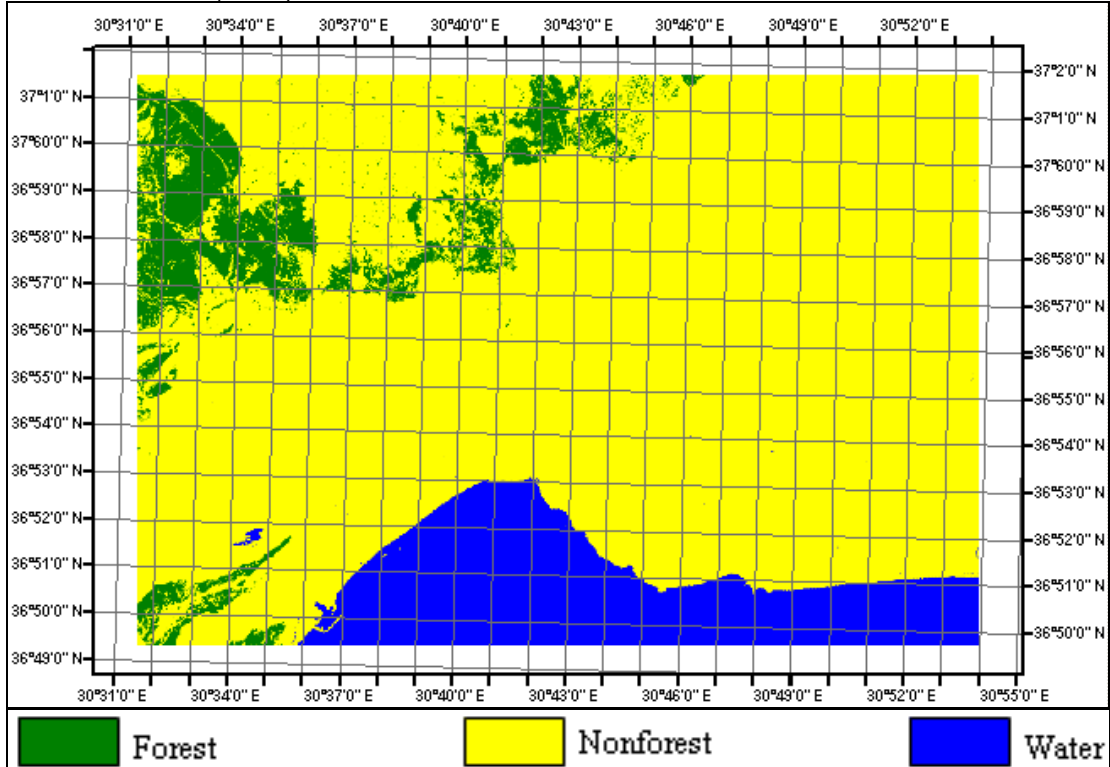 30°31'0" E 30°34'0" E 30°37'0" E 30°40'0" E 30°43'0" E 30°46'0" E 30°49'0" E 30°52'0" E
37°1'0" N
37°60'0" N
36°59'0" N
36°58'0" N
36°57'0" N
36°56'0" N
36°55'0" N
36°54'0" N
36°53'0" N
36°52'0" N
36°51'0" N
36°50'0" N
36°49'0" N
37°2'0" N
37°1'0" N
37°60'0" N
36°59'0" N
36°58'0" N
36°57'0" N
36°56'0" N
36°55'0" N
36°54'0" N
36°53'0" N
36°52'0" N
36°51'0" N
36°50'0" N
30°31'0" E 30°34'0" E 30°37'0" E 30°40'0" E 30°43'0" E 30°46'0" E 30°49'0" E 30°52'0" E 30°55'0" E
Forest Nonforest Water